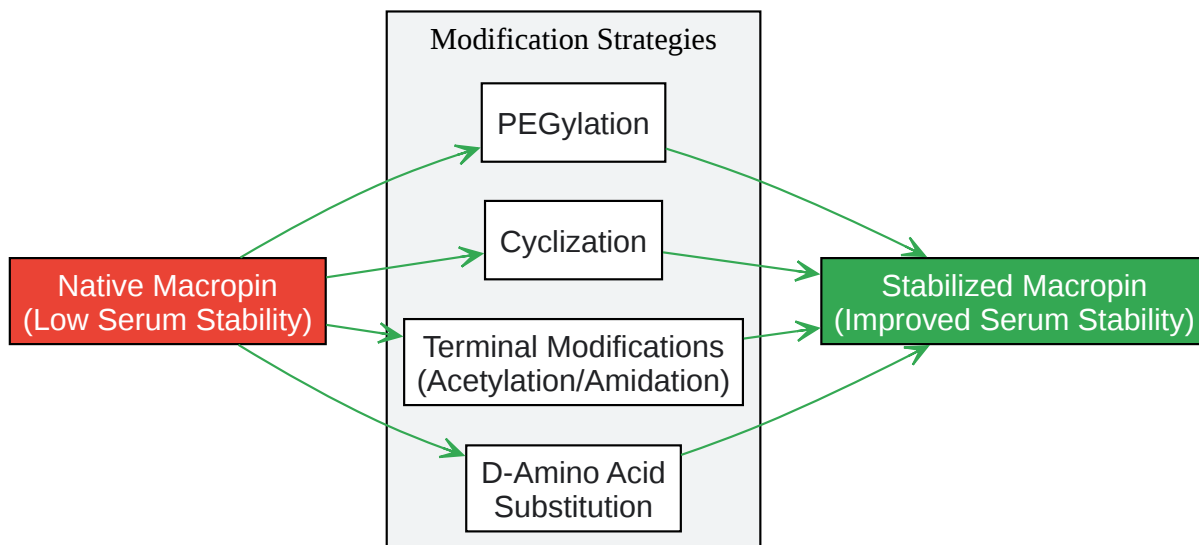 Modification Strategies
PEGylation
Cyclization
Native Macropin
(Low Serum Stability)
Stabilized Macropin
(Improved Serum Stability)
Terminal Modifications
(Acetylation/Amidation)
D-Amino Acid
Substitution